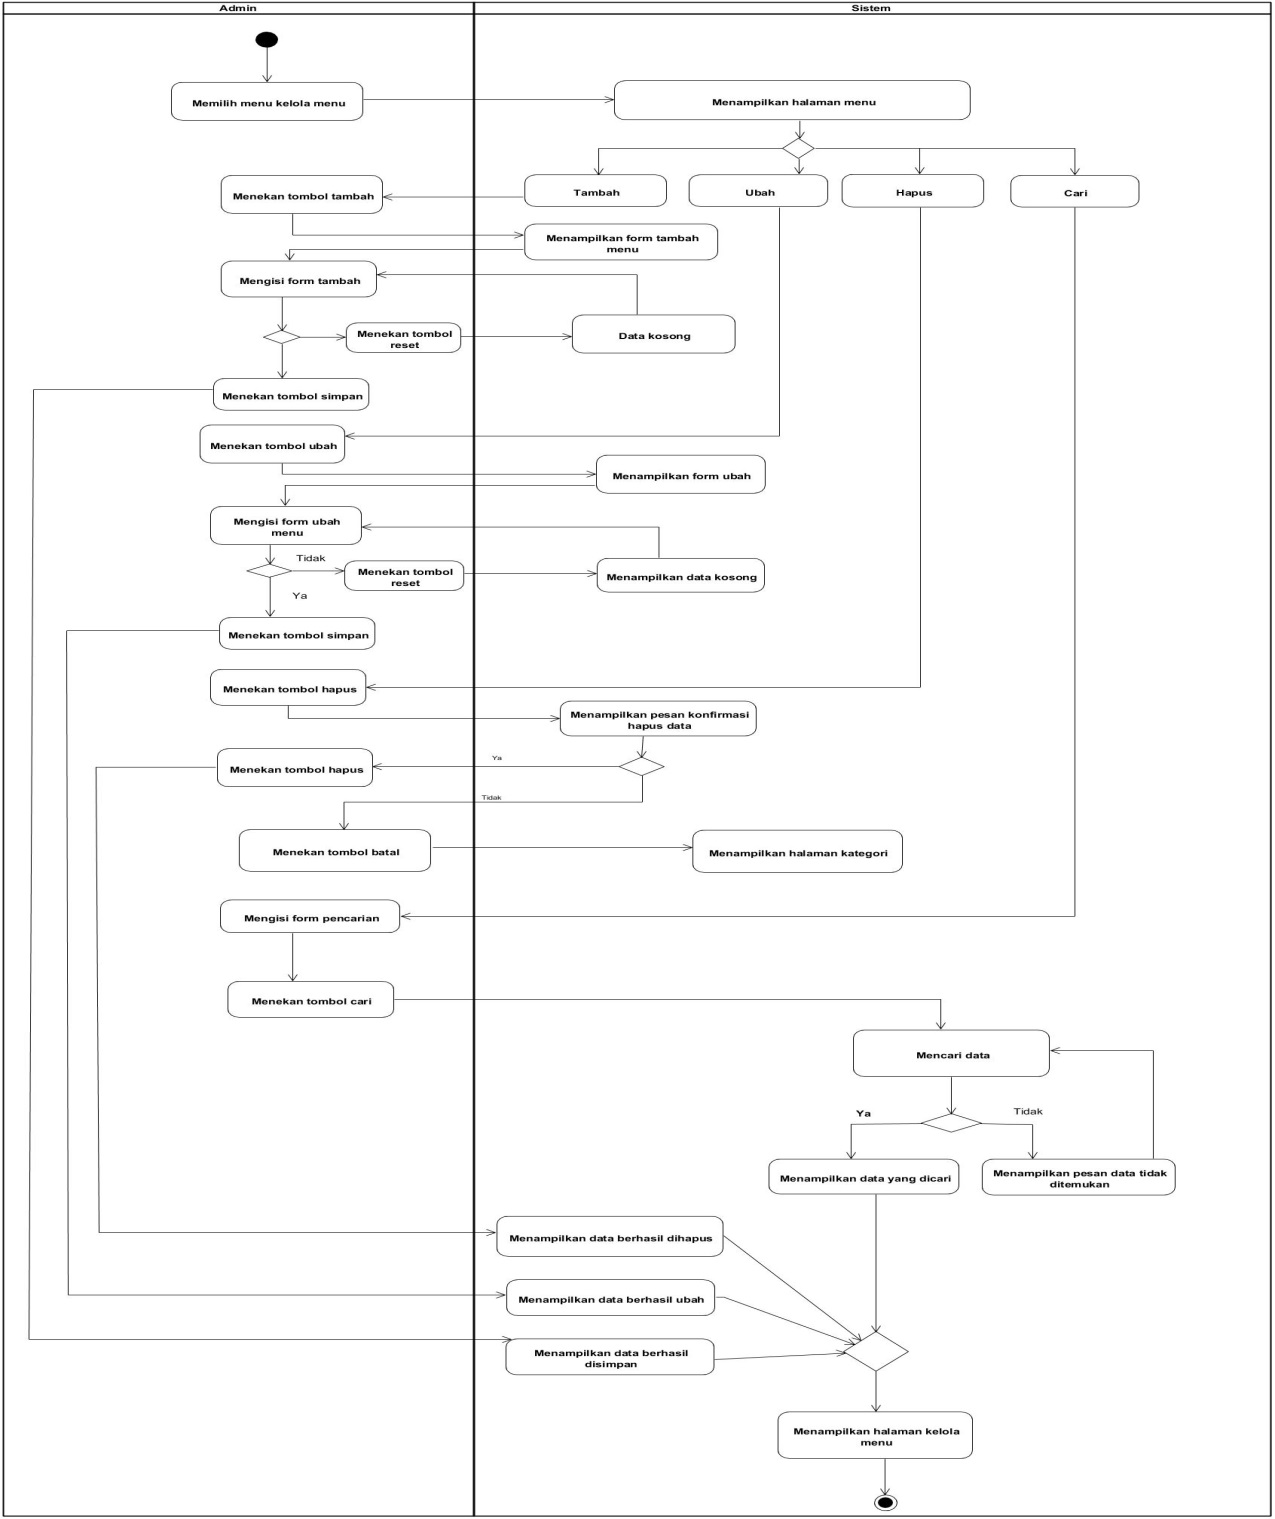 Admin
Sistem
Memilih menu kelola menu
Menampilkan halaman menu
Tambah
Ubah
Hapus
Cari
Menekan tombol tambah
Menampilkan form tambah
menu
Mengisi form tambah
Menekan tombol
reset
Data kosong
Menekan tombol simpan
Menekan tombol ubah
Menampilkan form ubah
Mengisi form ubah
menu
Tidak
Menekan tombol
reset
Menampilkan data kosong
Ya
Menekan tombol simpan
Menekan tombol hapus
Menampilkan pesan konfirmasi
hapus data
Ya
Menekan tombol hapus
Tidak
Menekan tombol batal
Menampilkan halaman kategori
Mengisi form pencarian
Menekan tombol cari
Mencari data
Ya
Tidak
Menampilkan data yang dicari
Menampilkan pesan data tidak
ditemukan
Menampilkan data berhasil dihapus
Menampilkan data berhasil ubah
Menampilkan data berhasil
disimpan
Menampilkan halaman kelola
menu